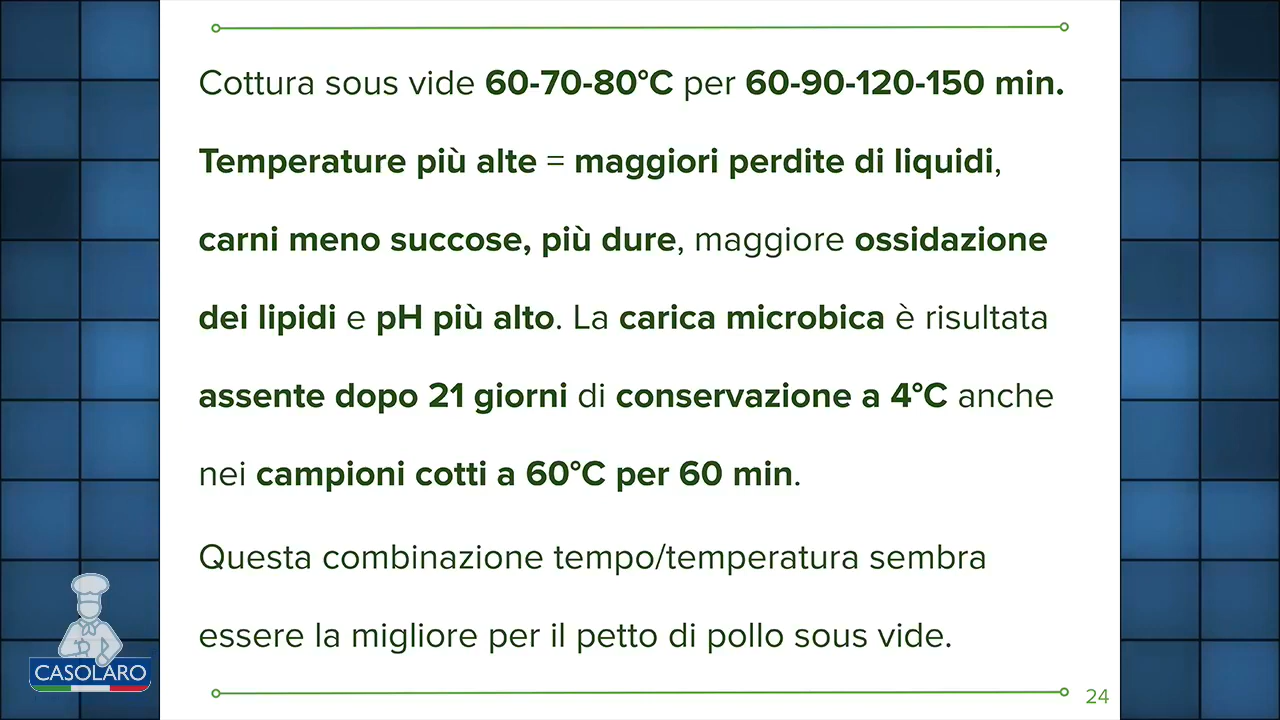 Cottura sous vide 60-70-80°C per 60-90-120-150 min.
Temperature più alte = maggiori perdite di liquidi,
carni meno succose, più dure, maggiore ossidazione
dei lipidi e pH più alto. La carica microbica è risultata
assente dopo 21 giorni di conservazione a 4°C anche
nei campioni cotti a 60°C per 60 min.
Questa combinazione tempo/temperatura sembra
essere la migliore per il petto di pollo sous vide.
CASOLARO
24